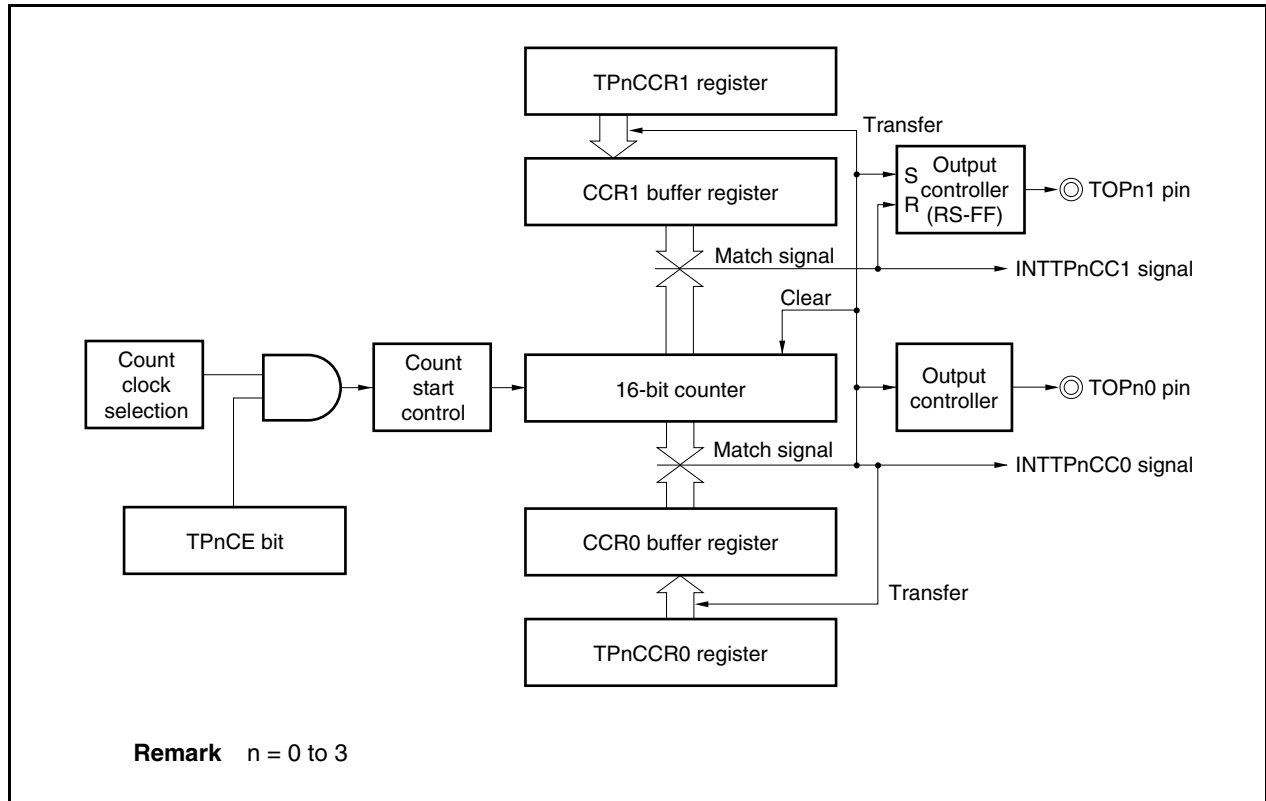 TPnCCR1 register
Transfer
CCR1 buffer register
S
R
Output
controller
(RS-FF)
TOPn1 pin
Match signal
INTTPnCC1 signal
Clear
Count
clock
selection
Count
start
control
16-bit counter
Output
controller
TOPn0 pin
Match signal
INTTPnCC0 signal
TPnCE bit
CCR0 buffer register
Transfer
TPnCCR0 register
Remark n = 0 to 3